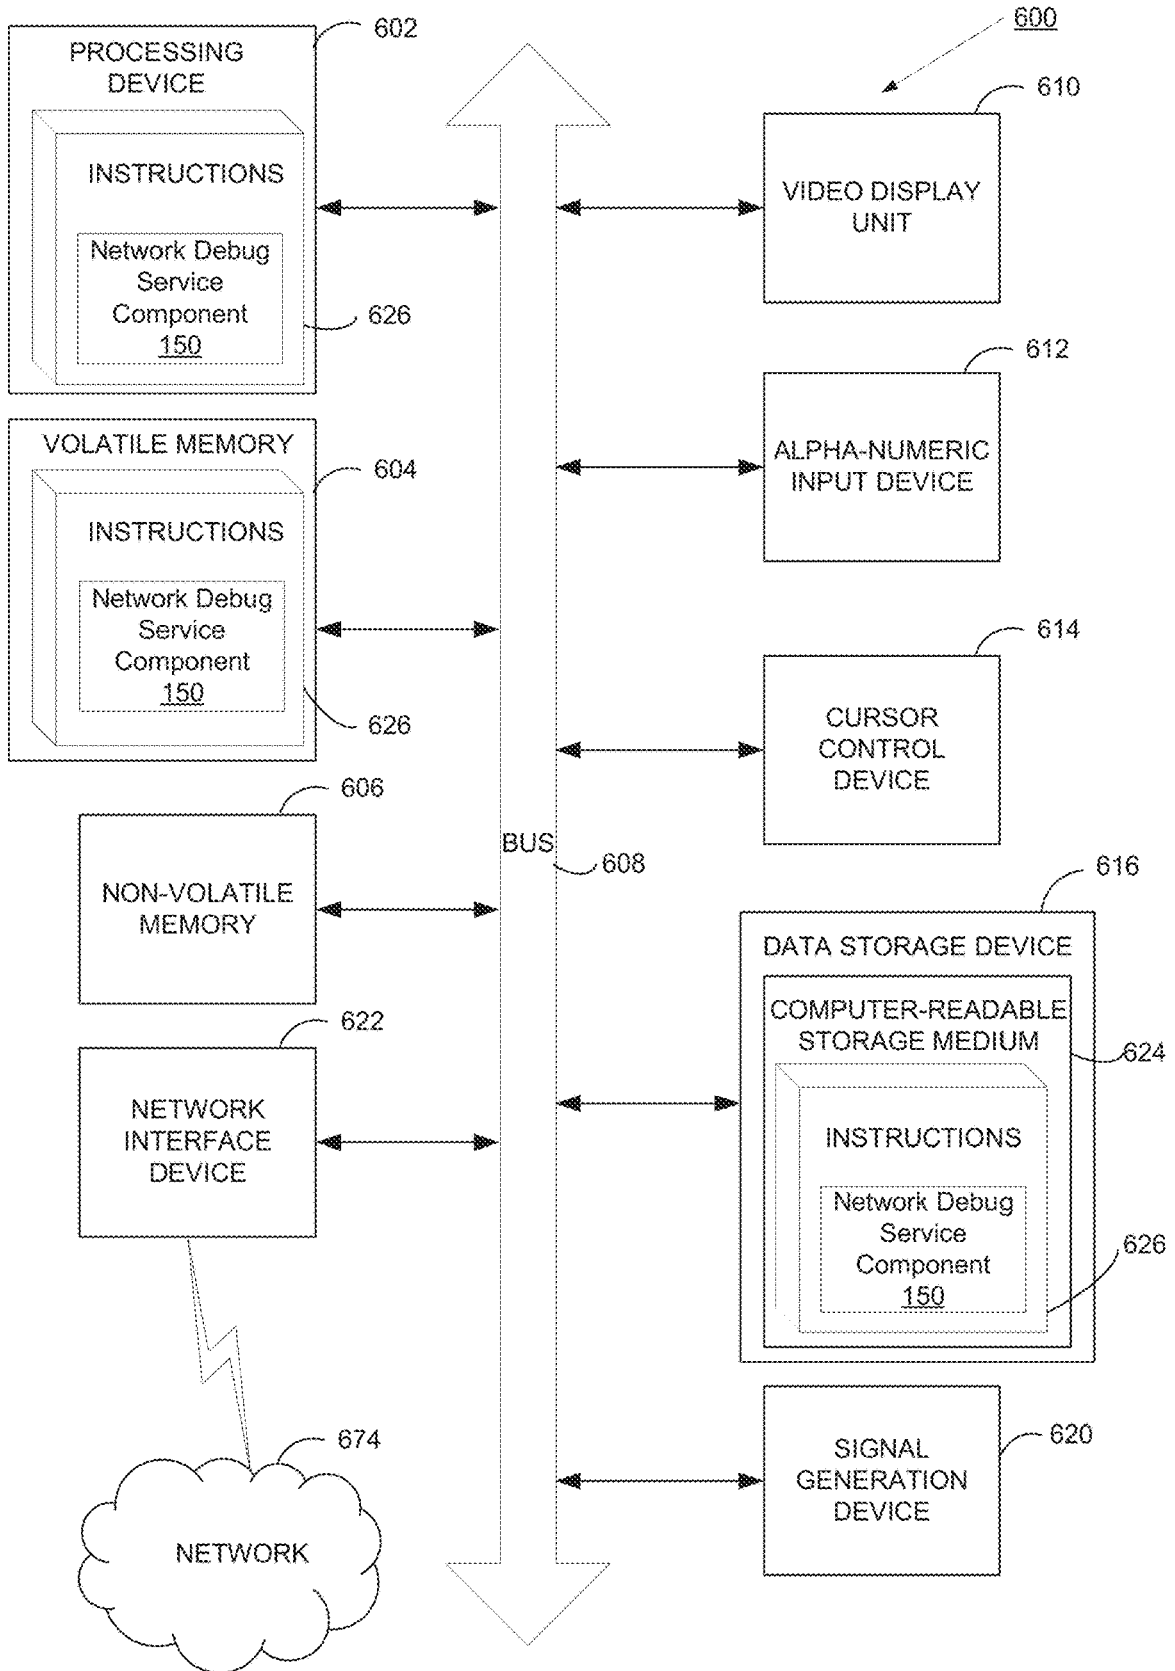 600
602
PROCESSING
DEVICE
INSTRUCTIONS
Network Debug
Service
Component
150
626
VOLATILE MEMORY
604
INSTRUCTIONS
Network Debug
Service
Component
150
626
606
NON-VOLATILE
MEMORY
622
NETWORK
INTERFACE
DEVICE
674
NETWORK
BUS
608
610
VIDEO DISPLAY
UNIT
612
ALPHA-NUMERIC
INPUT DEVICE
614
CURSOR
CONTROL
DEVICE
616
DATA STORAGE DEVICE
COMPUTER-READABLE
STORAGE MEDIUM
624
INSTRUCTIONS
Network Debug
Service
Component
150
626
SIGNAL
GENERATION
DEVICE
620